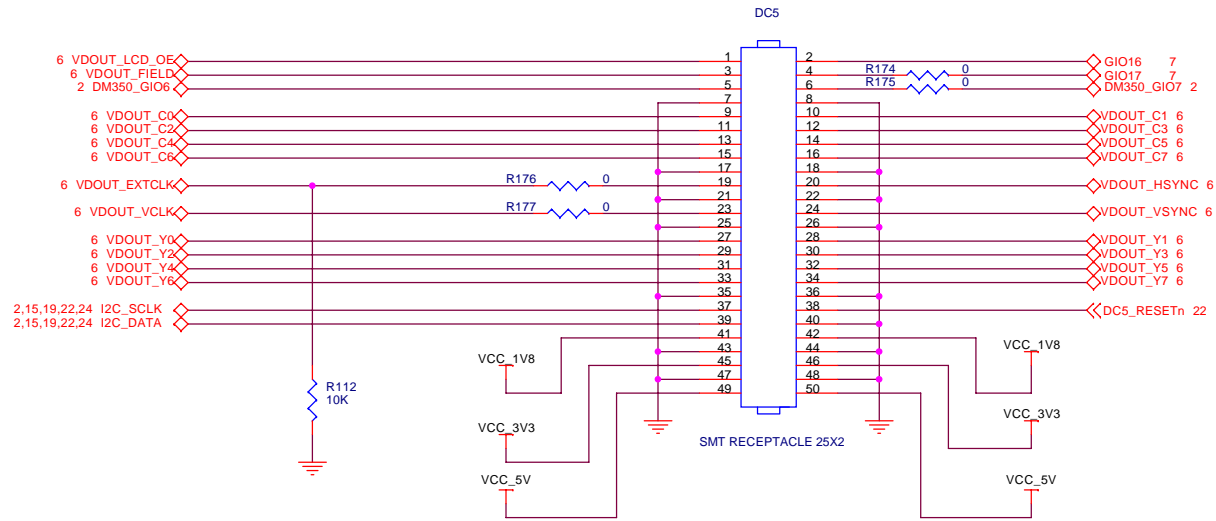 DC5
6 VDOUT_LCD_OE 1 2 GIO16 7
6 VDOUT_FIELD 3 4 R174 0 GIO17 7
2 DM350_GIO6 5 6 R175 0 DM350_GIO7 2
7 8
6 VDOUT_C0 9 10 VDOUT_C1 6
6 VDOUT_C2 11 12 VDOUT_C3 6
6 VDOUT_C4 13 14 VDOUT_C5 6
6 VDOUT_C6 15 16 VDOUT_C7 6
17 18
6 VDOUT_EXTCLK R176 0 19 20 VDOUT_HSYNC 6
21 22
6 VDOUT_VCLK R177 0 23 24 VDOUT_VSYNC 6
25 26
6 VDOUT_Y0 27 28 VDOUT_Y1 6
6 VDOUT_Y2 29 30 VDOUT_Y3 6
6 VDOUT_Y4 31 32 VDOUT_Y5 6
6 VDOUT_Y6 33 34 VDOUT_Y7 6
35 36
2,15,19,22,24 I2C_SCLK 37 38 DC5_RESETn 22
2,15,19,22,24 I2C_DATA 39 40
41 42
VCC_1V8 43 44 VCC_1V8
45 46
47 48
R112 49 50
10K
VCC_3V3 VCC_3V3
SMT RECEPTACLE 25X2
VCC_5V VCC_5V